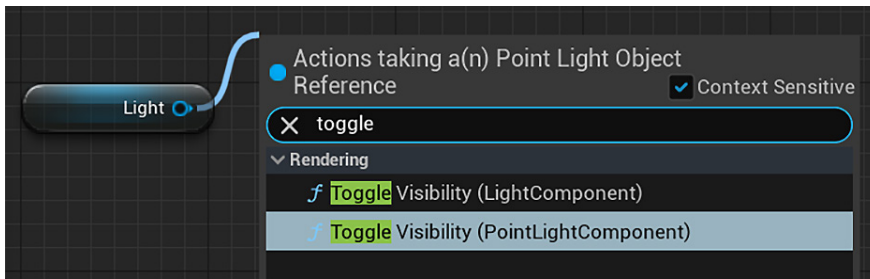 Light
Actions taking a(n) Point Light Object
Reference
Context Sensitive
toggle
Rendering
f Toggle Visibility (LightComponent)
f Toggle Visibility (PointLightComponent)